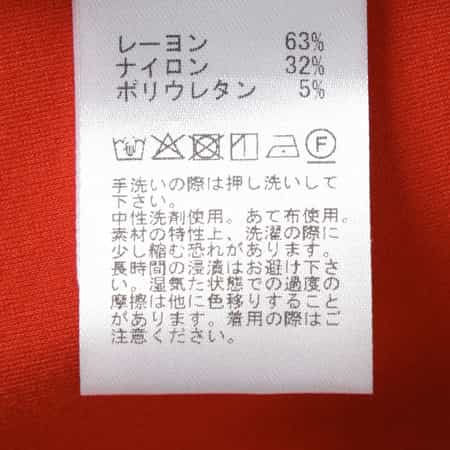 レーヨン 63%
ナイロン 32%
ポリウレタン 5%
F
手洗いの際は押し洗いして
下さい。
中性洗剤使用。あて布使用。
素材の特性上、洗濯の際に
少し縮む恐れがあります。
長時間の浸漬はお避け下さ
い。湿気た状態での過度の
摩擦は他に色移りすること
があります。着用の際はご
注意ください。